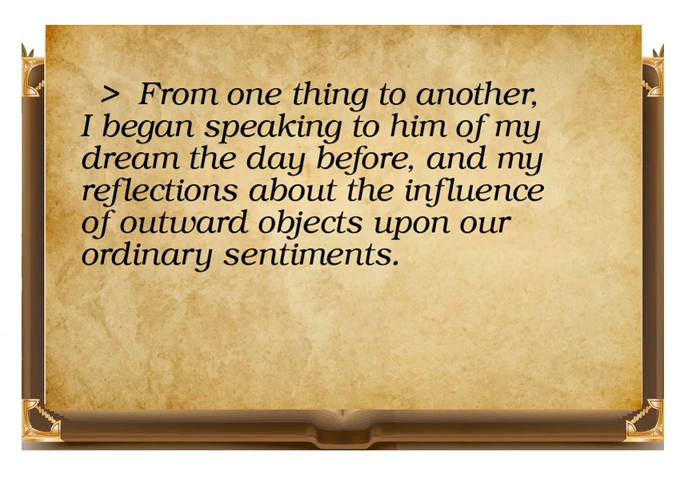 > From one thing to another,
I began speaking to him of my
dream the day before, and my
reflections about the influence
of outward objects upon our
ordinary sentiments.